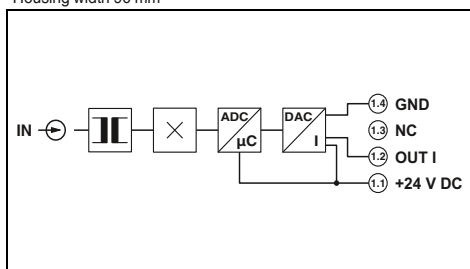 Housing width 90 mm
IN
ADC
µC
DAC
I
1.4 GND
1.3 NC
1.2 OUT I
1.1 +24 V DC